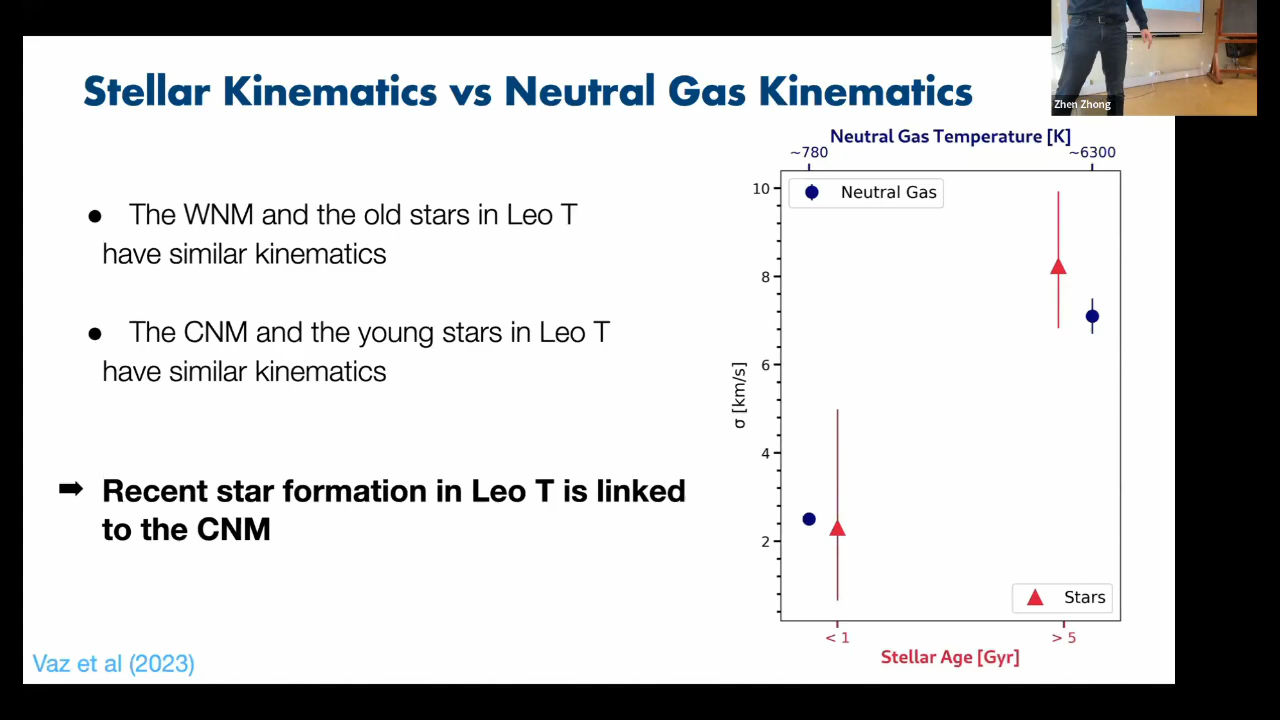 Stellar Kinematics vs Neutral Gas Kinematics
Zhen Zhong
● The WNM and the old stars in Leo T
have similar kinematics
● The CNM and the young stars in Leo T
have similar kinematics
➡ Recent star formation in Leo T is linked
to the CNM
Vaz et al (2023)
Neutral Gas Temperature [K]
~780
~6300
Neutral Gas
10
8
6
4
2
σ [km/s]
Stars
< 1
> 5
Stellar Age [Gyr]